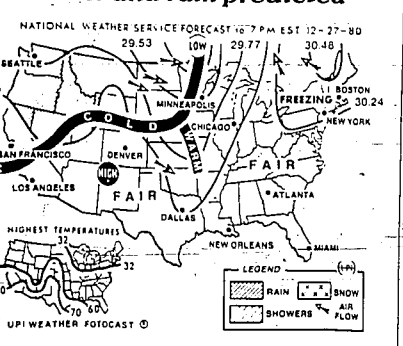 and rain predicted
NATIONAL WEATHER SERVICE FORECAST to 7 PM EST 12-27-80
29.53
LOW
29.77
30.48
SEATTLE
BOSTON
MINNEAPOLIS
FREEZING
30.24
NEW YORK
COLD
CHICAGO
WARM
SAN FRANCISCO
DENVER
FAIR
HIGH
LOS ANGELES
FAIR
ATLANTA
DALLAS
HIGHEST TEMPERATURES
32
NEW ORLEANS
MIAMI
32
LEGEND
RAIN
SNOW
SHOWERS
AIR
FLOW
0
70
60
UPI WEATHER FOTOCAST